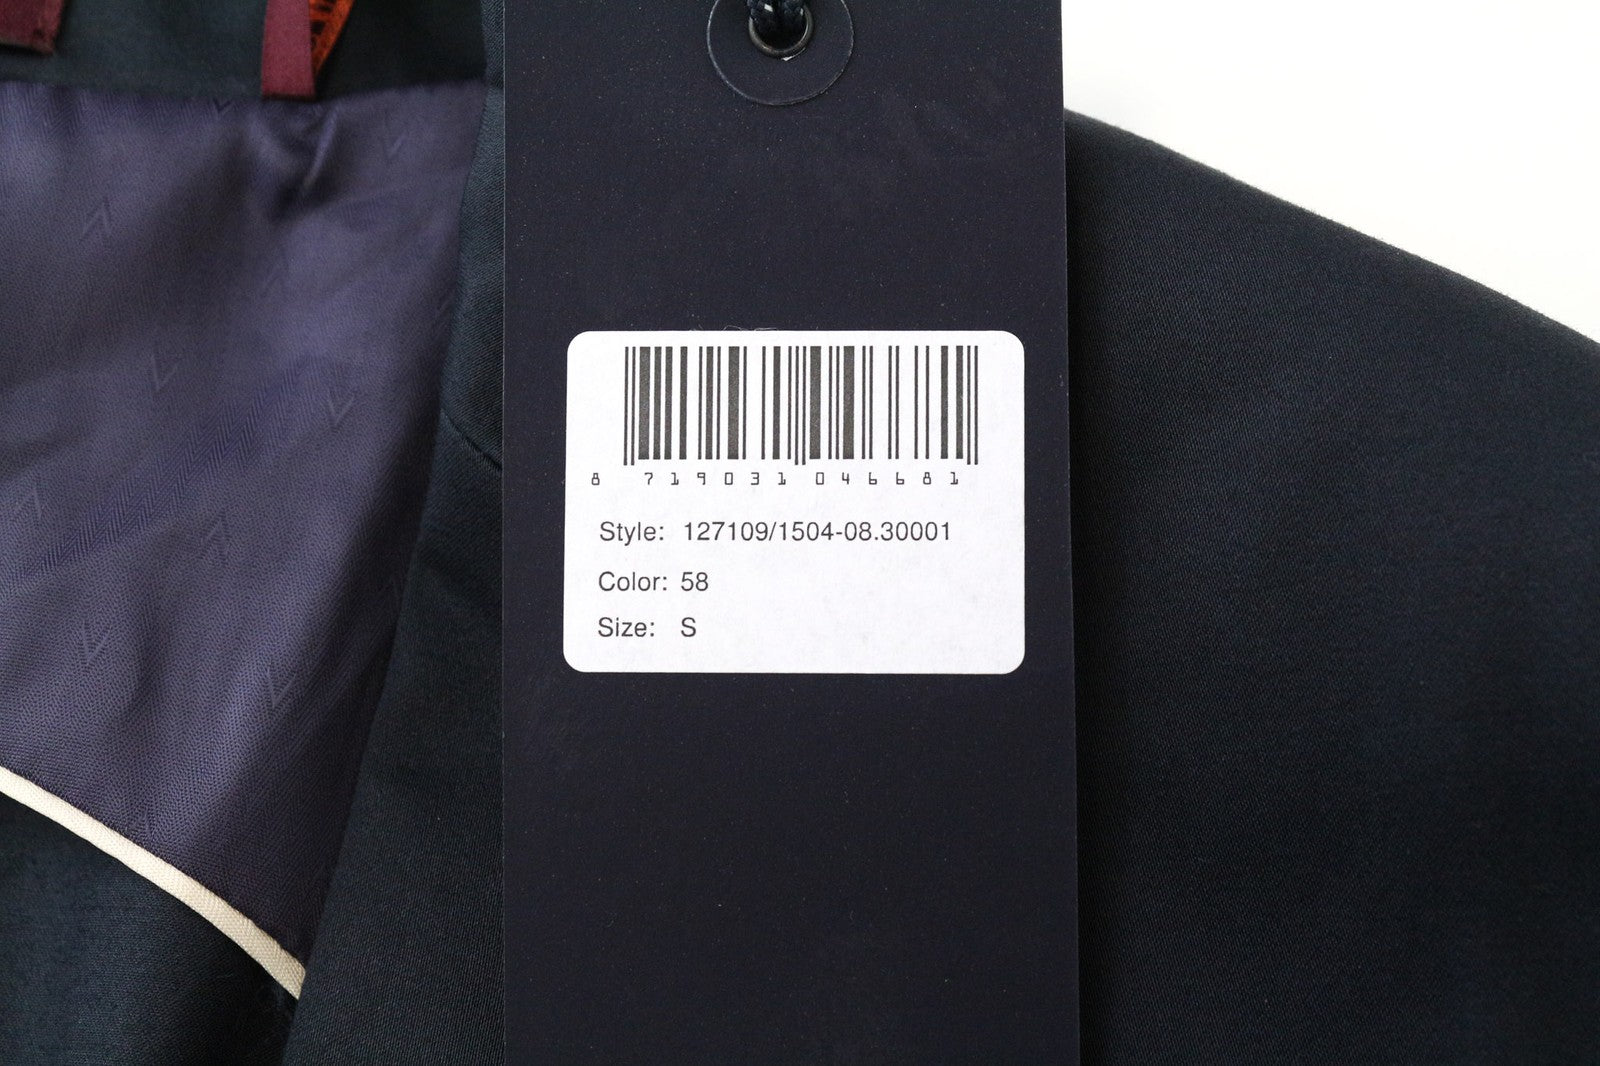 8 719031 046681
Style: 127109/1504-08.30001
Color: 58
Size: S